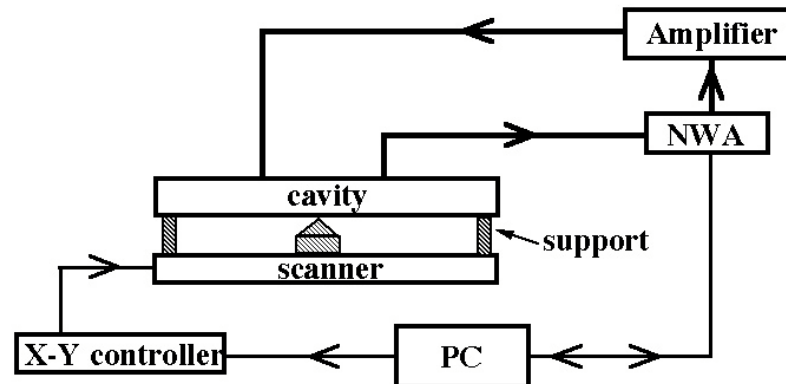 Amplifier
NWA
cavity
support
scanner
X-Y controller
PC